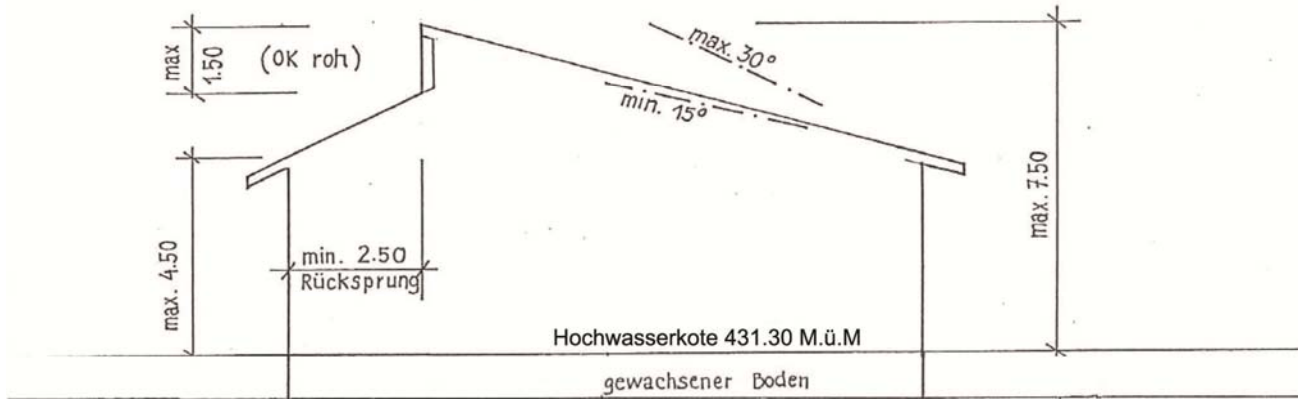 max
1.50
(OK roh)
max. 30°
min. 15°
max. 7.50
max. 4.50
min. 2.50
Rücksprung
Hochwasserkote 431.30 M.ü.M
gewachsener Boden